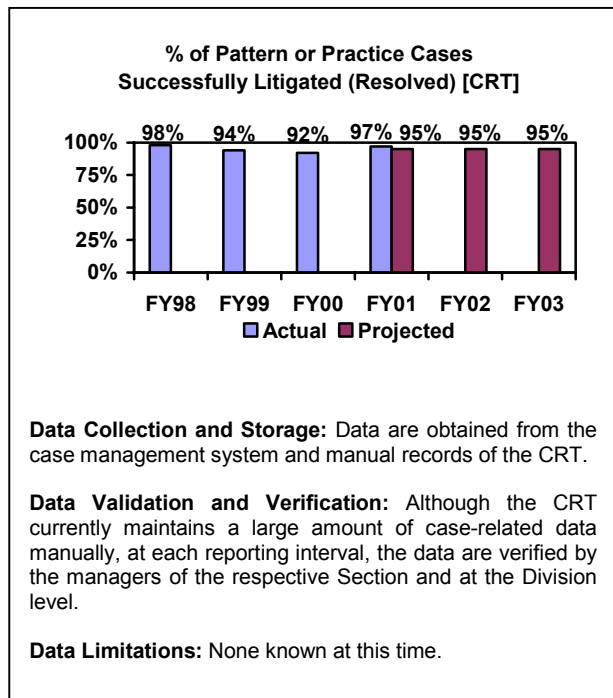 % of Pattern or Practice Cases
Successfully Litigated (Resolved) [CRT]
98% 94% 92% 97% 95% 95% 95%
100%
75%
50%
25%
0%
FY98 FY99 FY00 FY01 FY02 FY03
Actual Projected
Data Collection and Storage: Data are obtained from the
case management system and manual records of the CRT.
Data Validation and Verification: Although the CRT
currently maintains a large amount of case-related data
manually, at each reporting interval, the data are verified by
the managers of the respective Section and at the Division
level.
Data Limitations: None known at this time.